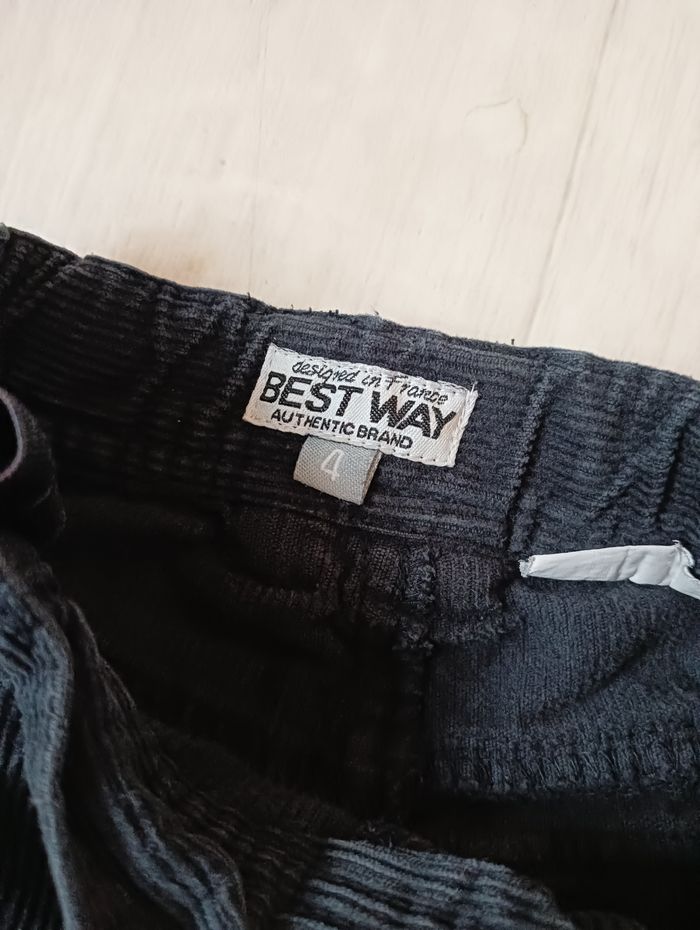 designed in France
BEST WAY
AUTHENTIC BRAND
4